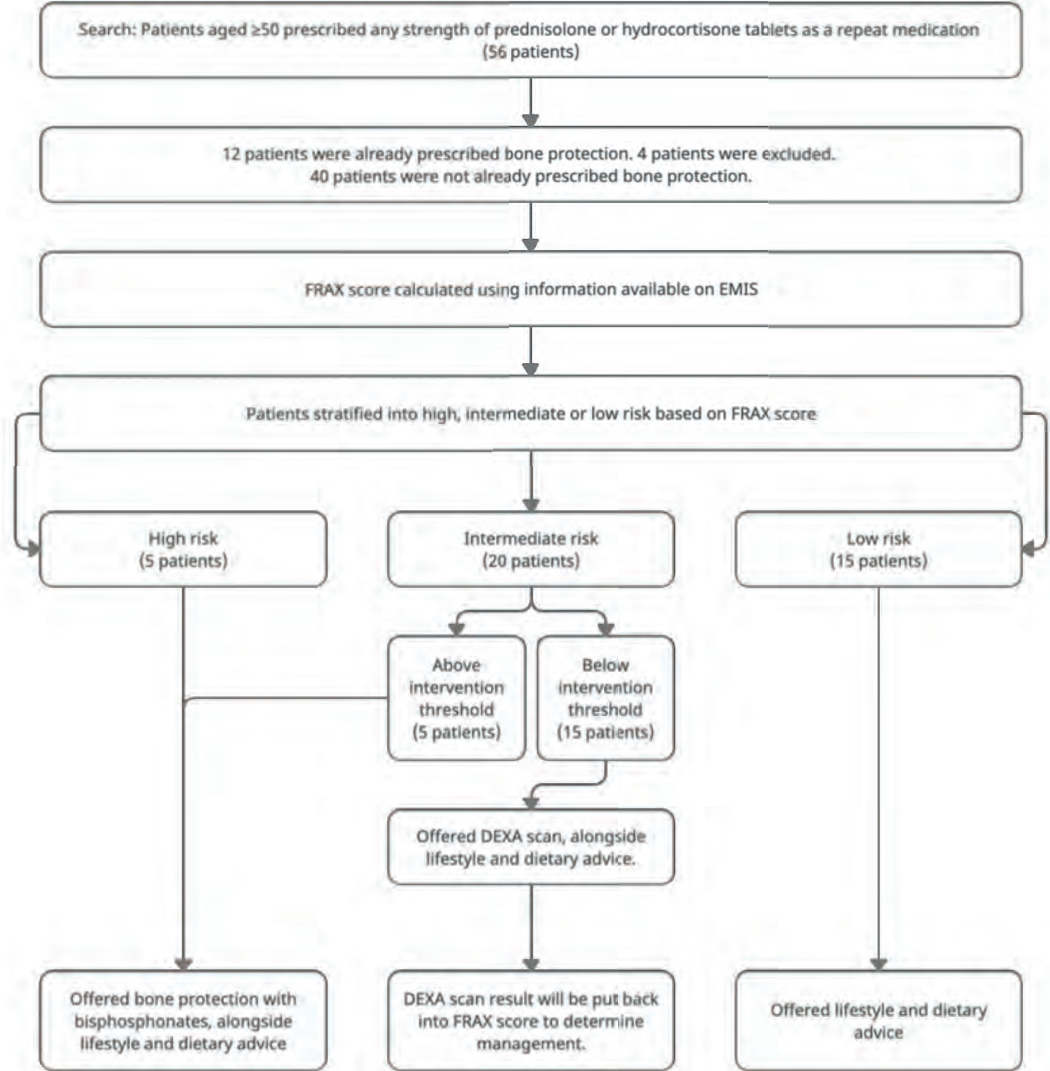 Search: Patients aged ≥50 prescribed any strength of prednisolone or hydrocortisone tablets as a repeat medication
(56 patients)
12 patients were already prescribed bone protection. 4 patients were excluded.
40 patients were not already prescribed bone protection.
FRAX score calculated using information available on EMIS
Patients stratified into high, intermediate or low risk based on FRAX score
High risk
(5 patients)
Intermediate risk
(20 patients)
Low risk
(15 patients)
Above
intervention
threshold
(5 patients)
Below
intervention
threshold
(15 patients)
Offered DEXA scan, alongside
lifestyle and dietary advice.
Offered bone protection with
bisphosphonates, alongside
lifestyle and dietary advice
DEXA scan result will be put back
into FRAX score to determine
management.
Offered lifestyle and dietary
advice